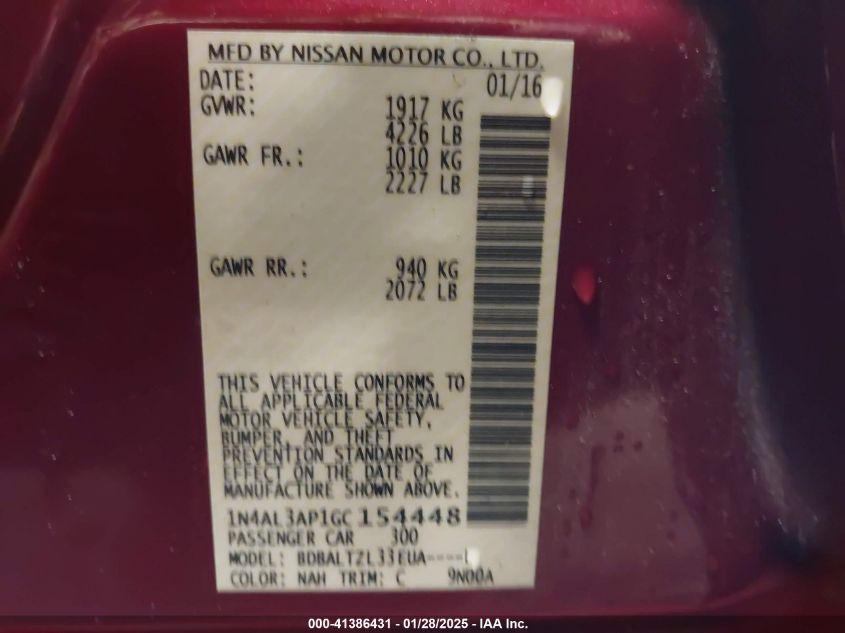 MFD BY NISSAN MOTOR CO., LTD.
DATE: 01/16
GVWR: 1917 KG
4226 LB
GAWR FR.: 1010 KG
2227 LB
GAWR RR.: 940 KG
2072 LB
THIS VEHICLE CONFORMS TO
ALL APPLICABLE FEDERAL
MOTOR VEHICLE SAFETY,
BUMPER, AND THEFT
PREVENTION STANDARDS IN
EFFECT ON THE DATE OF
MANUFACTURE SHOWN ABOVE.
1N4AL3AP1GC154448
PASSENGER CAR 300
MODEL: BDBALTZL33EUA----L
COLOR: NAH TRIM: C 9N00A
000-41386431 - 01/28/2025 - IAA Inc.